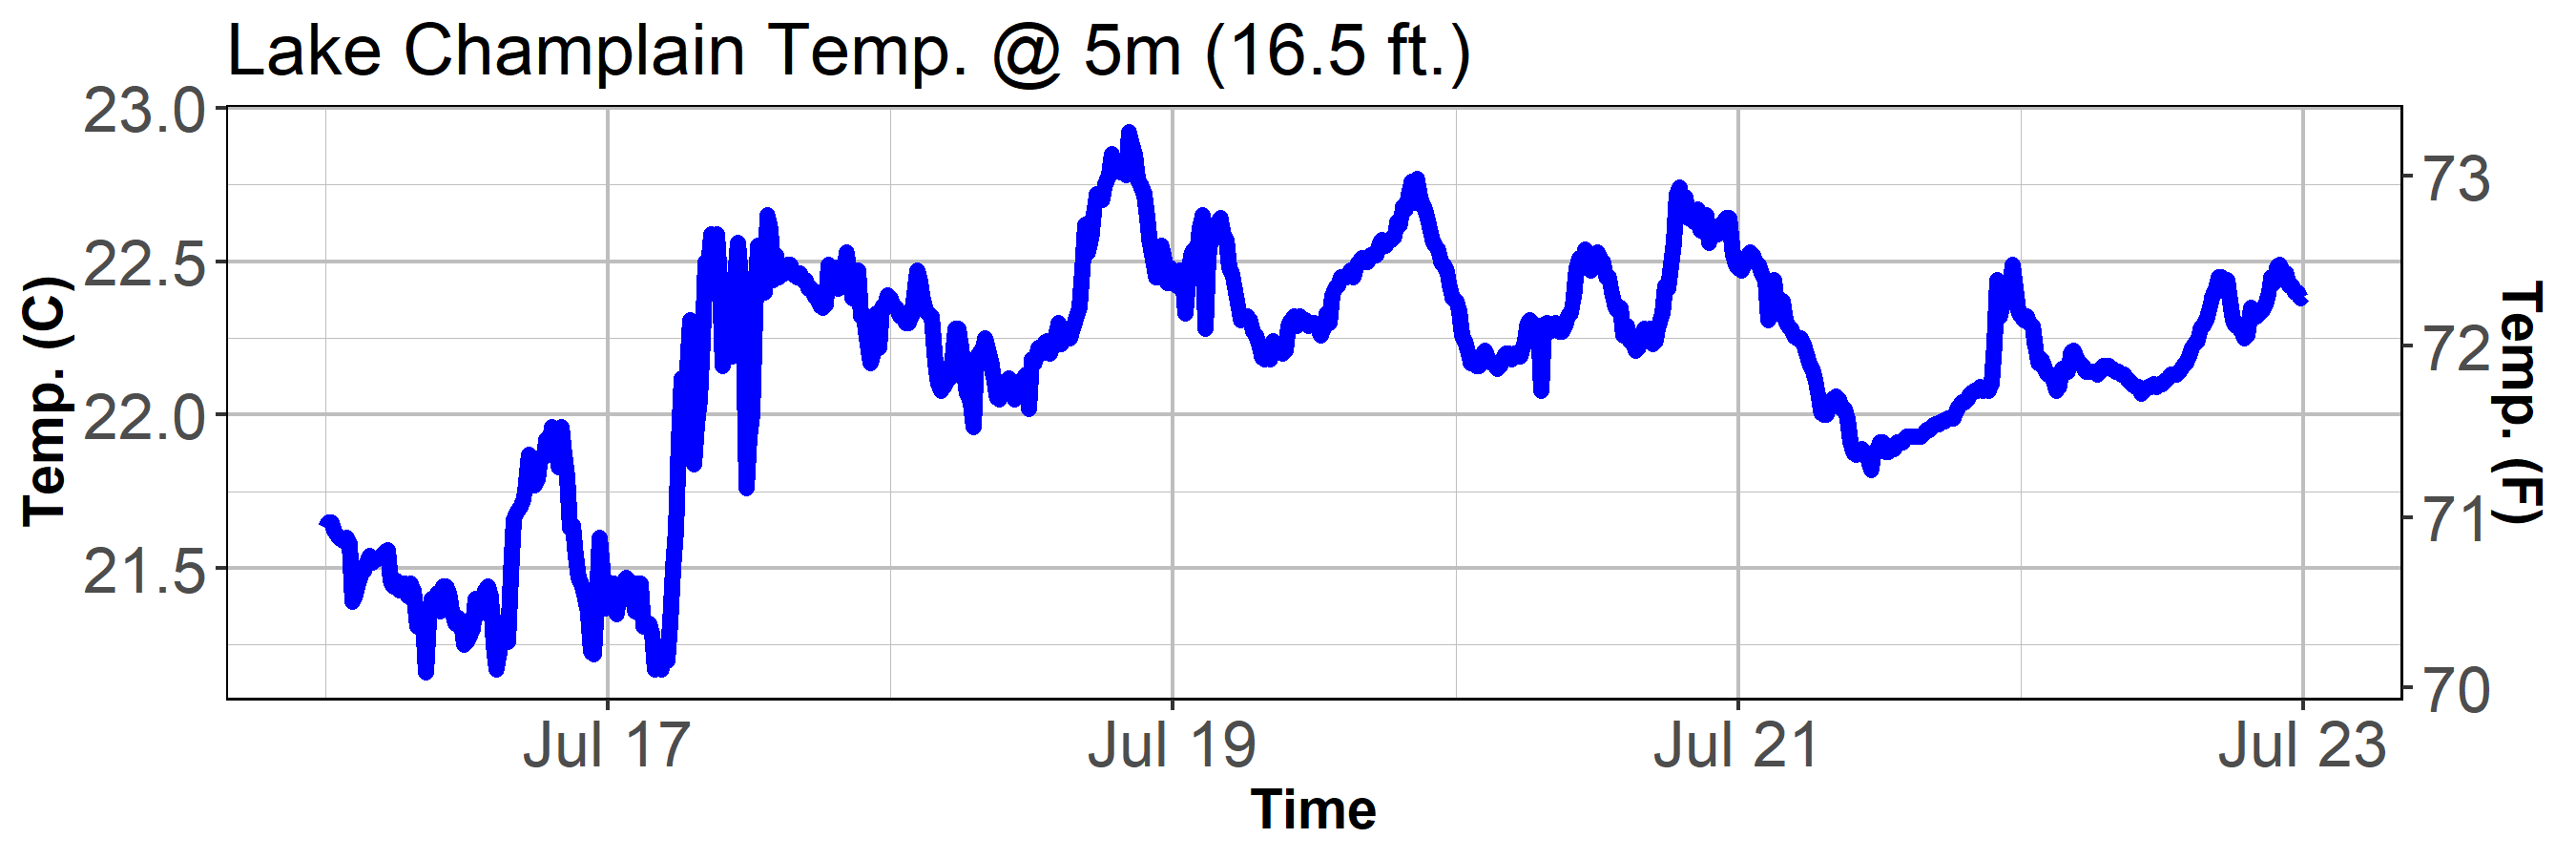 Lake Champlain Temp. @ 5m (16.5 ft.)
23.0
22.5
22.0
21.5
Temp. (C)
73
72
71
70
Temp. (F)
Jul 17
Jul 19
Jul 21
Jul 23
Time